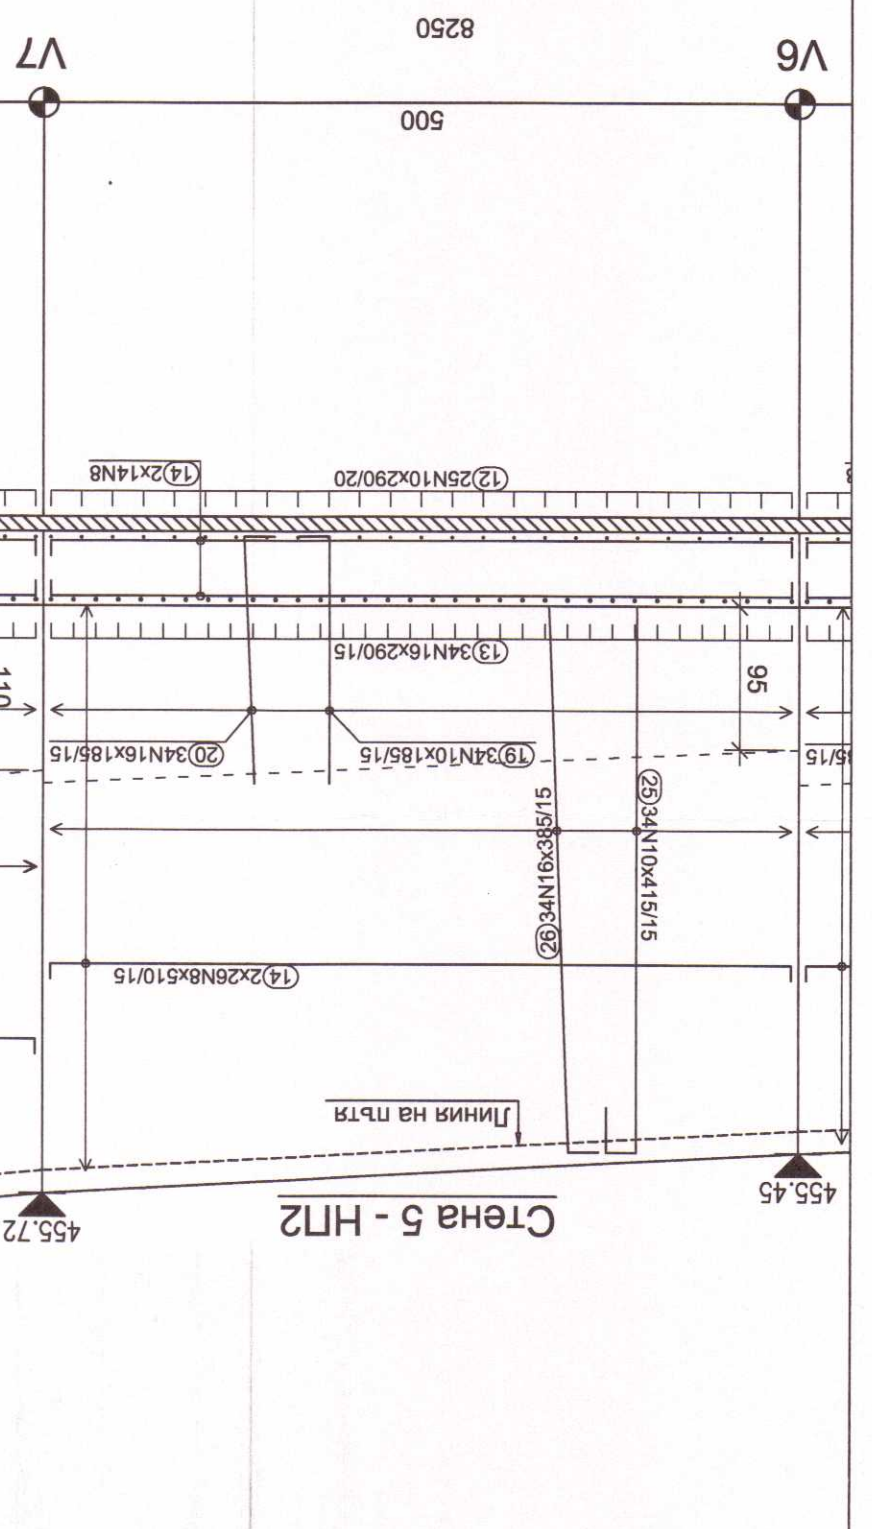 Стена 5 - НП2
455.45
455.72
Линия на пътя
(14)2x26N8x510/15
(26)34N16x385/15
(25)34N10x415/15
(19)34N10x185/15
(20)34N16x185/15
95
110
(13)34N16x290/15
(12)25N10x290/20
(14)2x14N8
500
V6
V7
8250